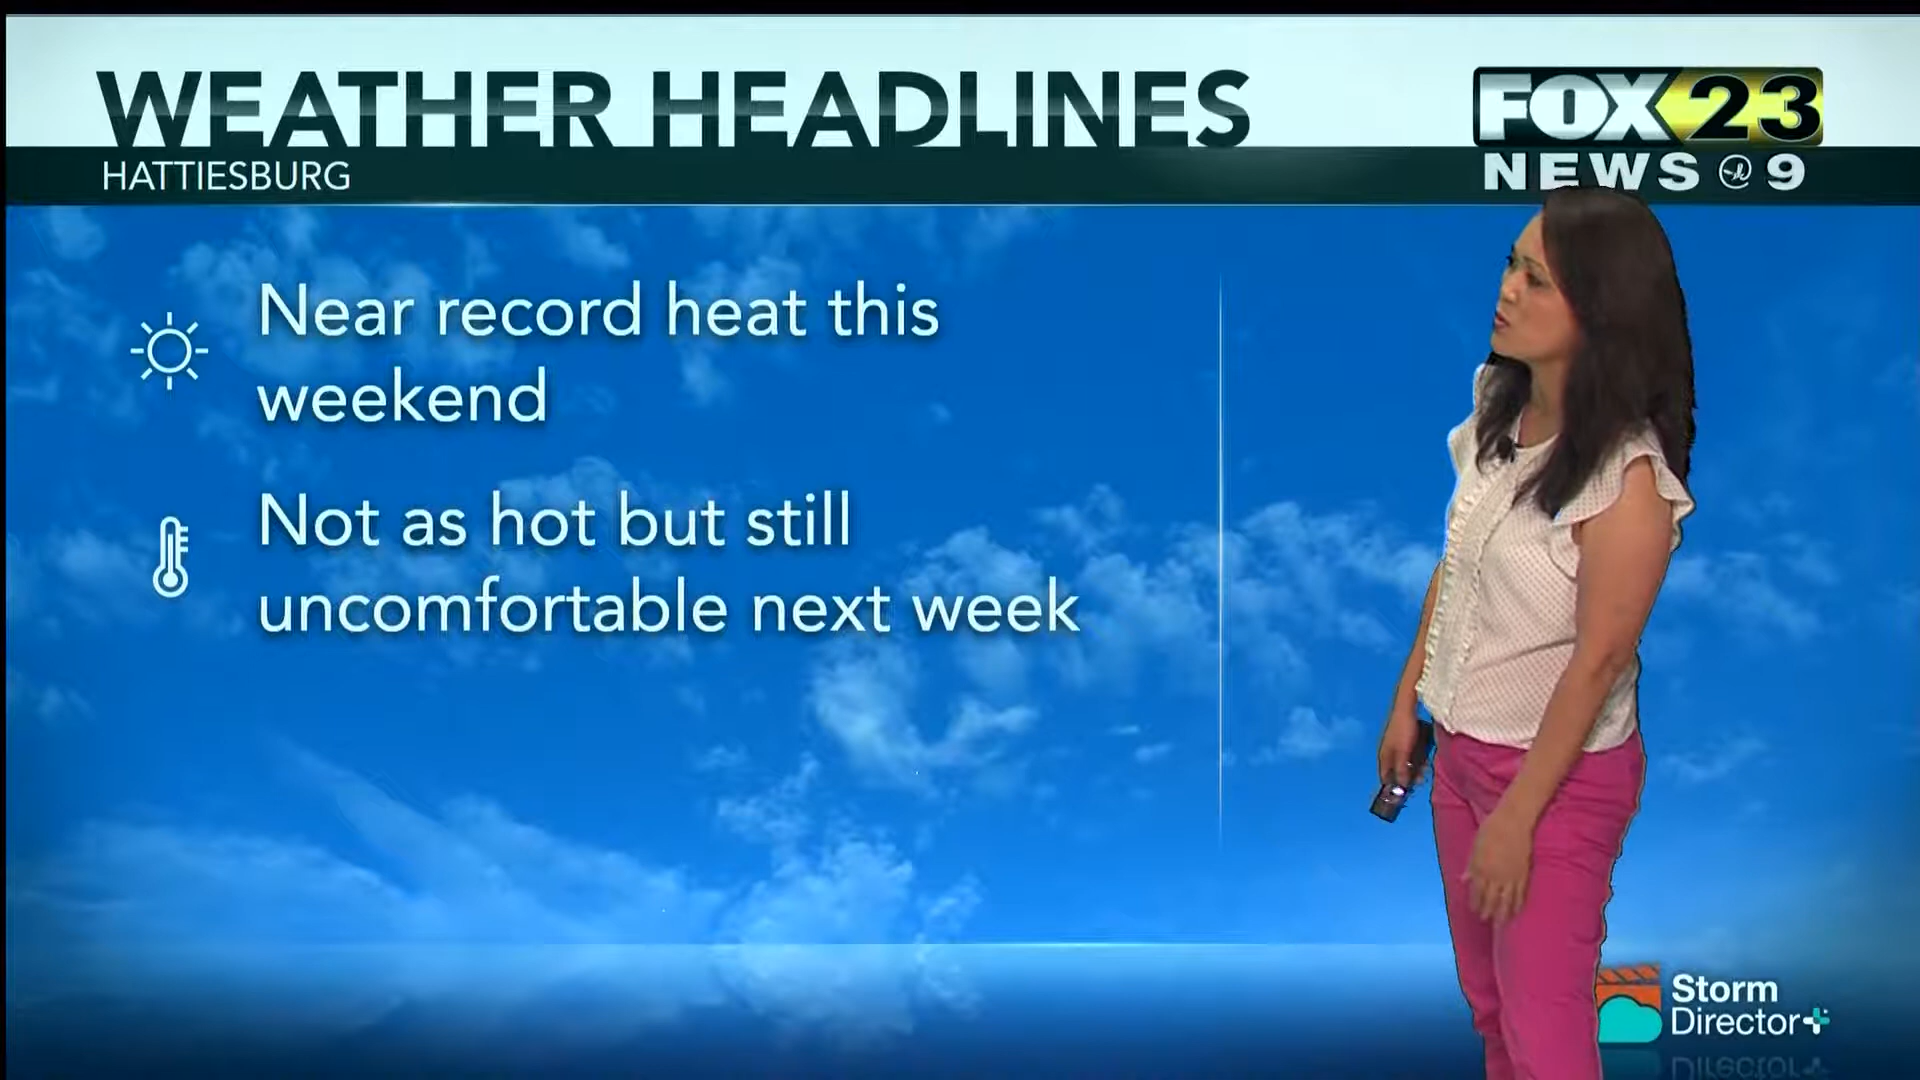 WEATHER HEADLINES
HATTIESBURG
FOX 23
NEWS @ 9
Near record heat this
weekend
Not as hot but still
uncomfortable next week
Storm
Director+